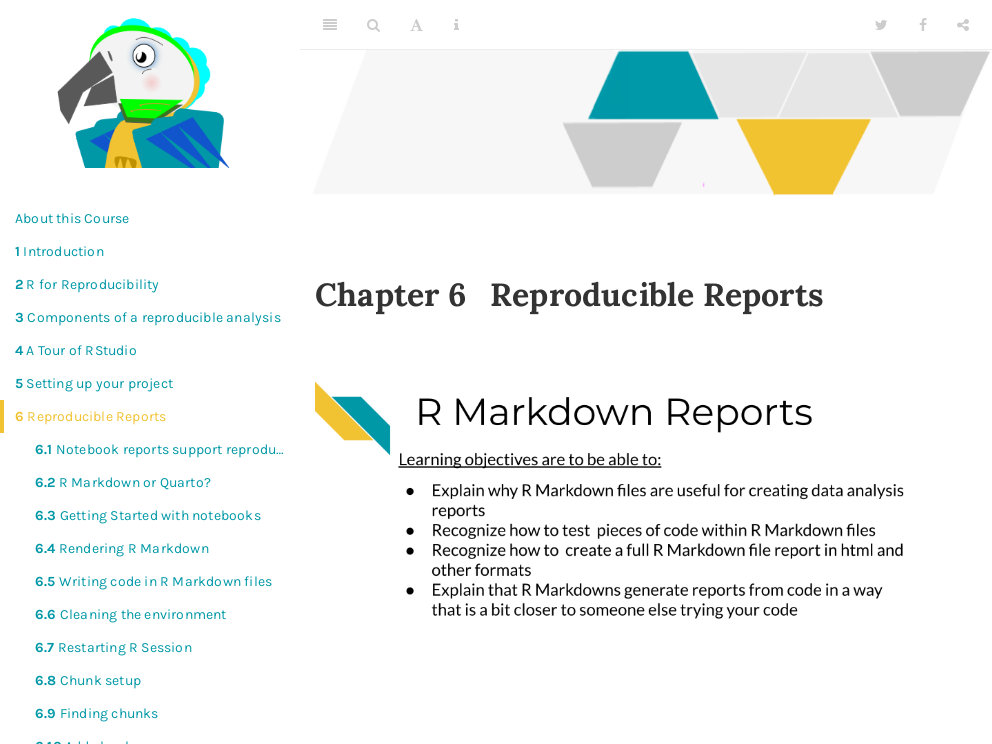 About this Course
1 Introduction
2 R for Reproducibility
3 Components of a reproducible analysis
4 A Tour of RStudio
5 Setting up your project
6 Reproducible Reports
6.1 Notebook reports support reprodu...
6.2 R Markdown or Quarto?
6.3 Getting Started with notebooks
6.4 Rendering R Markdown
6.5 Writing code in R Markdown files
6.6 Cleaning the environment
6.7 Restarting R Session
6.8 Chunk setup
6.9 Finding chunks
Chapter 6 Reproducible Reports
R Markdown Reports
Learning objectives are to be able to:
● Explain why R Markdown files are useful for creating data analysis
reports
● Recognize how to test pieces of code within R Markdown files
● Recognize how to create a full R Markdown file report in html and
other formats
● Explain that R Markdowns generate reports from code in a way
that is a bit closer to someone else trying your code